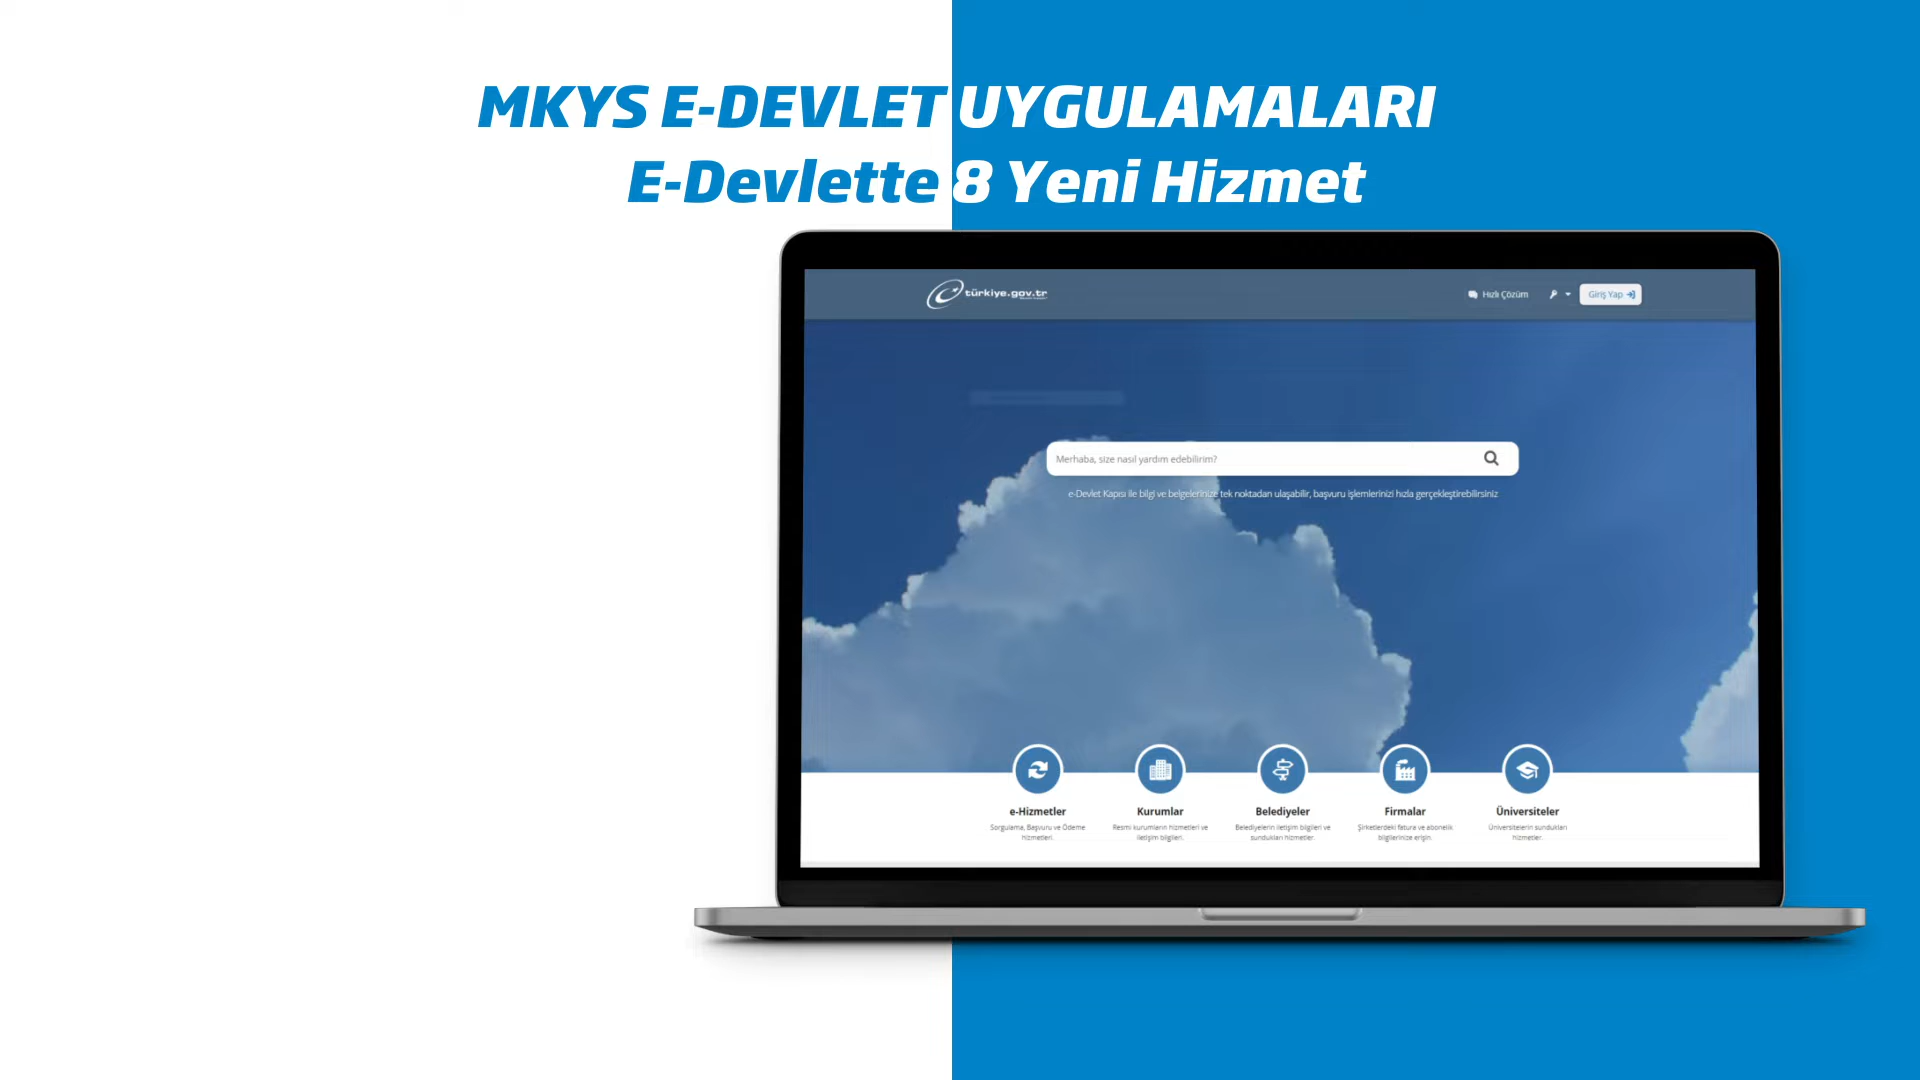 MKYS E-DEVLET UYGULAMALARI
E-Devlette 8 Yeni Hizmet
türkiye.gov.tr
Hızlı Çözüm
Giriş Yap
Merhaba, size nasıl yardım edebilirim?
e-Devlet Kapısı ile bilgi ve belgelerinize tek noktadan ulaşabilir, başvuru işlemlerinizi hızla gerçekleştirebilirsiniz
e-Hizmetler
Sorgulama, Başvuru ve Ödeme
hizmetleri.
Kurumlar
Resmi kurumların hizmetleri ve
iletişim bilgileri.
Belediyeler
Belediyelerin iletişim bilgileri ve
sundukları hizmetler.
Firmalar
Şirketlerdeki fatura ve abonelik
bilgilerinize erişin.
Üniversiteler
Üniversitelerin sundukları
hizmetler.